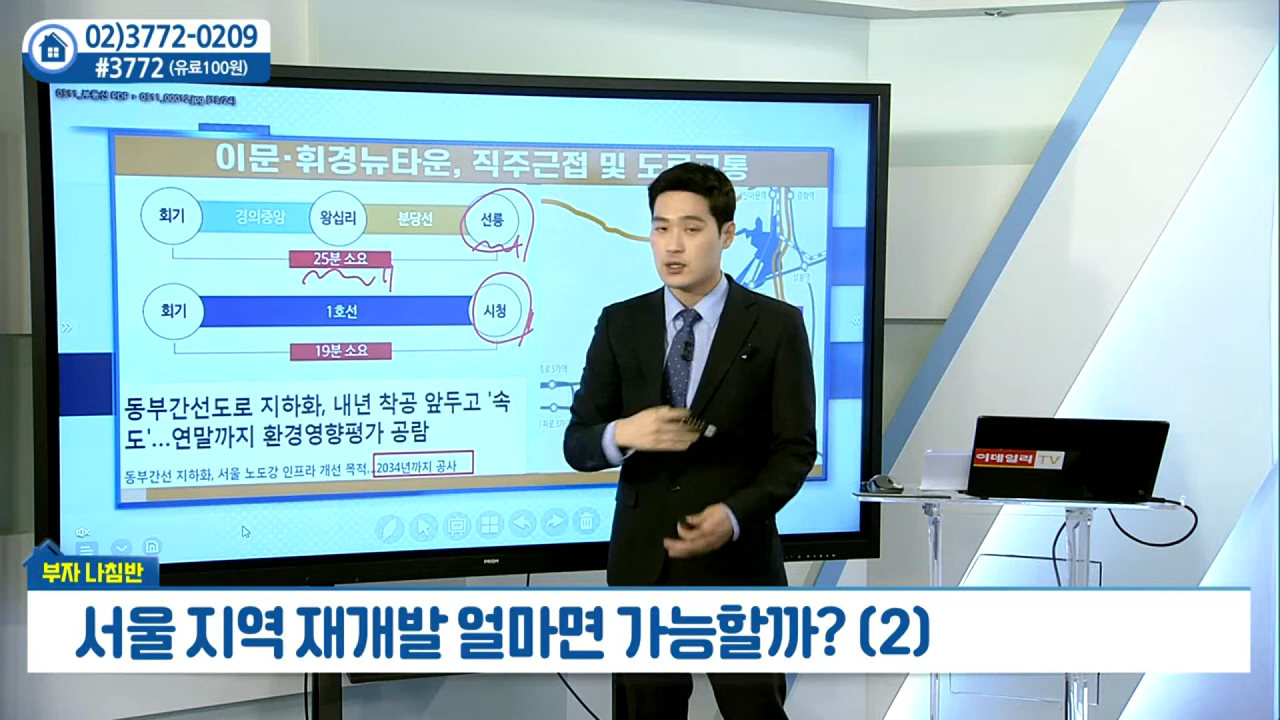 02)3772-0209
#3772 (유료100원)
이문·휘경뉴타운, 직주근접 및 도로교통
회기 경의중앙 왕십리 분당선 선릉
25분 소요
회기 1호선 시청
19분 소요
동부간선도로 지하화, 내년 착공 앞두고 '속
도'...연말까지 환경영향평가 공람
동부간선 지하화, 서울 노도강 인프라 개선 목적...2034년까지 공사
이데일리TV
부자 나침반
서울 지역 재개발 얼마면 가능할까? (2)